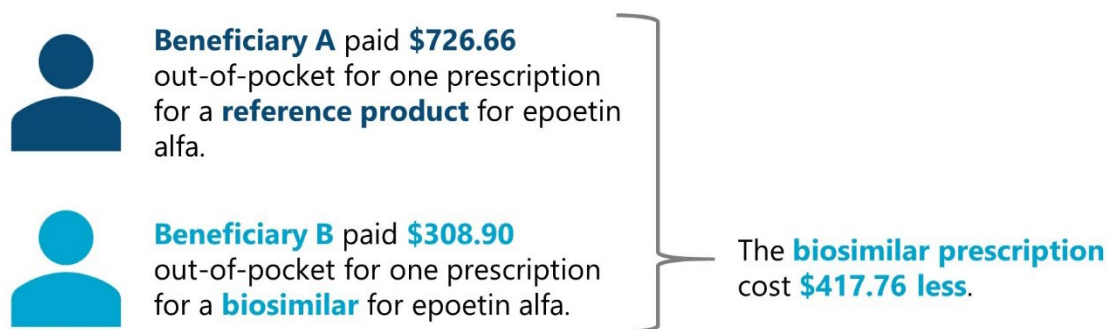 Beneficiary A paid $726.66
out-of-pocket for one prescription
for a reference product for epoetin
alfa.
Beneficiary B paid $308.90
out-of-pocket for one prescription
for a biosimilar for epoetin alfa.
The biosimilar prescription
cost $417.76 less.